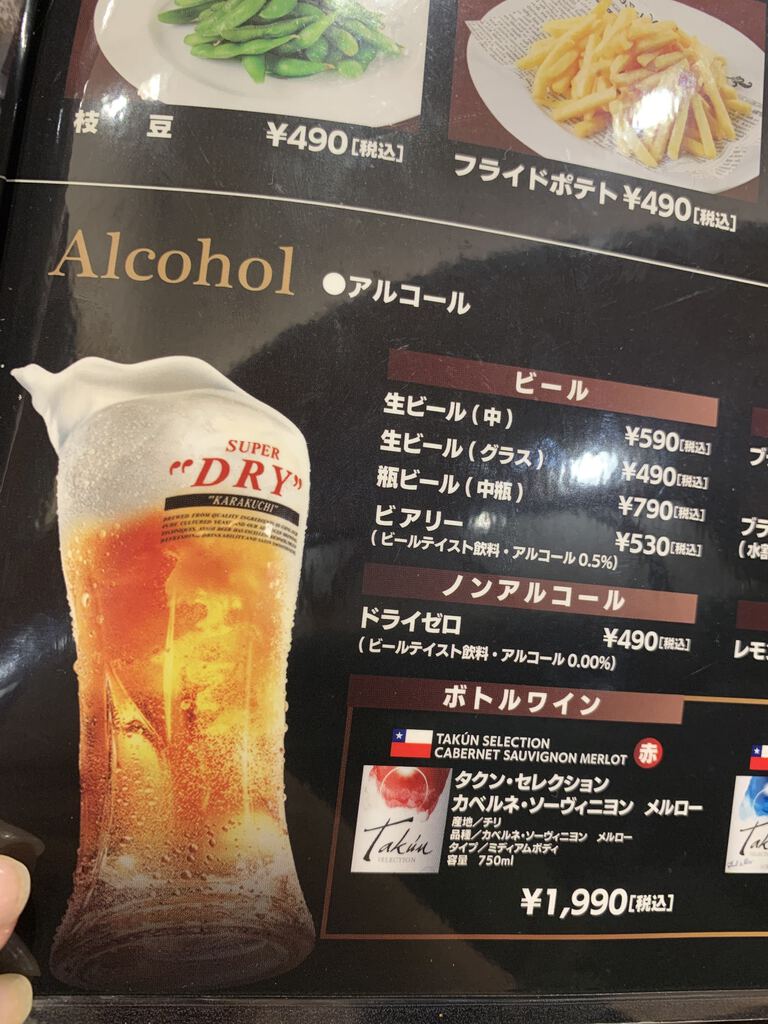 枝豆 ¥490[税込]
フライドポテト ¥490[税込]
Alcohol ●アルコール
SUPER
"DRY"
"KARAKUCHI"
ビール
生ビール(中) ¥590[税込]
生ビール(グラス) ¥490[税込]
瓶ビール(中瓶) ¥790[税込]
ビアリー ¥530[税込]
(ビールテイスト飲料・アルコール0.5%)
ノンアルコール
ドライゼロ ¥490[税込]
(ビールテイスト飲料・アルコール0.00%)
ボトルワイン
TAKÚN SELECTION
CABERNET SAUVIGNON MERLOT 赤
タクン・セレクション
カベルネ・ソーヴィニヨン メルロー
産地/チリ
品種/カベルネ・ソーヴィニヨン メルロー
タイプ/ミディアムボディ
容量 750ml
Takún
SELECTION
¥1,990[税込]
ブラ
(水割
レモ